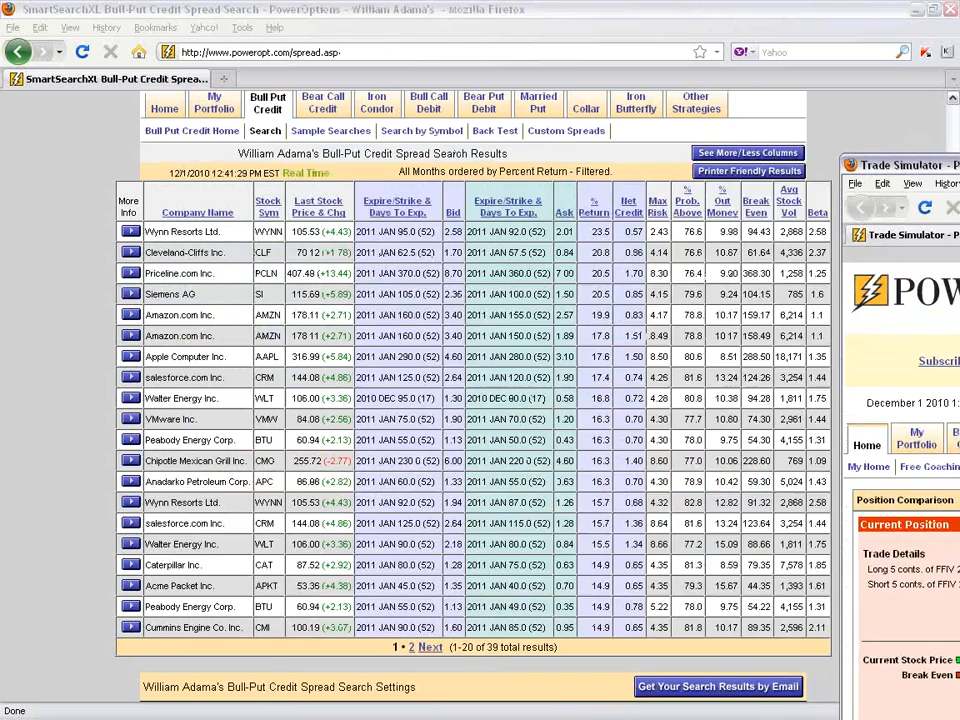 SmartSearchXL Bull-Put Credit Spread Search - PowerOptions - William Adama's - Mozilla Firefox
File Edit View History Bookmarks Yahoo! Tools Help
http://www.poweropt.com/spread.asp
Yahoo
SmartSearchXL Bull-Put Credit Sprea...
Home My Portfolio Bull Put Credit Bear Call Credit Iron Condor Bull Call Debit Bear Put Debit Married Put Collar Iron Butterfly Other Strategies
Bull Put Credit Home | Search | Sample Searches | Search by Symbol | Back Test | Custom Spreads |
William Adama's Bull-Put Credit Spread Search Results See More/Less Columns
12/1/2010 12:41:29 PM EST Real Time All Months ordered by Percent Return - Filtered. Printer Friendly Results
More Info Company Name Stock Sym Last Stock Price & Chg Expire/Strike & Days To Exp. Bid Expire/Strike & Days To Exp. Ask % Return Net Credit Max Risk % Prob. Above % Out Money Break Even Avg Stock Vol Beta
Wynn Resorts Ltd. WYNN 105.53 (+4.43) 2011 JAN 95.0 (52) 2.58 2011 JAN 92.0 (52) 2.01 23.5 0.57 2.43 76.6 9.98 94.43 2,868 2.58
Cleveland-Cliffs Inc. CLF 70.12 (+1.78) 2011 JAN 62.5 (52) 1.70 2011 JAN 57.5 (52) 0.84 20.8 0.86 4.14 76.6 10.87 61.64 4,336 2.37
Priceline.com Inc. PCLN 407.49 (+13.44) 2011 JAN 370.0 (52) 8.70 2011 JAN 360.0 (52) 7.00 20.5 1.70 8.30 76.4 9.20 368.30 1,258 1.25
Siemens AG SI 115.69 (+5.89) 2011 JAN 105.0 (52) 2.35 2011 JAN 100.0 (52) 1.50 20.5 0.85 4.15 79.6 9.24 104.15 785 1.6
Amazon.com Inc. AMZN 178.11 (+2.71) 2011 JAN 160.0 (52) 3.40 2011 JAN 155.0 (52) 2.57 19.9 0.83 4.17 78.8 10.17 159.17 6,214 1.1
Amazon.com Inc. AMZN 178.11 (+2.71) 2011 JAN 160.0 (52) 3.40 2011 JAN 150.0 (52) 1.89 17.8 1.51 8.49 78.8 10.17 158.49 6,214 1.1
Apple Computer Inc. AAPL 316.99 (+5.84) 2011 JAN 290.0 (52) 4.60 2011 JAN 280.0 (52) 3.10 17.6 1.50 8.50 80.6 8.51 288.50 18,171 1.35
salesforce.com Inc. CRM 144.08 (+4.86) 2011 JAN 125.0 (52) 2.64 2011 JAN 120.0 (52) 1.90 17.4 0.74 4.26 81.6 13.24 124.26 3,254 1.44
Walter Energy Inc. WLT 106.00 (+3.36) 2010 DEC 95.0 (17) 1.30 2010 DEC 90.0 (17) 0.58 16.8 0.72 4.28 80.8 10.38 94.28 1,811 1.75
VMware Inc. VMW 84.08 (+2.56) 2011 JAN 75.0 (52) 1.90 2011 JAN 70.0 (52) 1.20 16.3 0.70 4.30 77.7 10.80 74.30 2,961 1.44
Peabody Energy Corp. BTU 60.94 (+2.13) 2011 JAN 55.0 (52) 1.13 2011 JAN 50.0 (52) 0.43 16.3 0.70 4.30 78.0 9.75 54.30 4,155 1.31
Chipotle Mexican Grill Inc. CMG 255.72 (-2.77) 2011 JAN 230.0 (52) 6.00 2011 JAN 220.0 (52) 4.60 16.3 1.40 8.60 77.0 10.06 228.60 769 1.09
Anadarko Petroleum Corp. APC 66.98 (+2.82) 2011 JAN 60.0 (52) 1.33 2011 JAN 55.0 (52) 0.63 16.3 0.70 4.30 78.9 10.42 59.30 5,024 1.43
Wynn Resorts Ltd. WYNN 105.53 (+4.43) 2011 JAN 92.0 (52) 1.94 2011 JAN 87.0 (52) 1.26 15.7 0.68 4.32 82.8 12.82 91.32 2,868 2.58
salesforce.com Inc. CRM 144.08 (+4.86) 2011 JAN 125.0 (52) 2.64 2011 JAN 115.0 (52) 1.28 15.7 1.36 8.64 81.6 13.24 123.64 3,254 1.44
Walter Energy Inc. WLT 106.00 (+3.36) 2011 JAN 90.0 (52) 2.18 2011 JAN 80.0 (52) 0.84 15.5 1.34 8.66 77.2 15.09 88.66 1,811 1.75
Caterpillar Inc. CAT 87.52 (+2.92) 2011 JAN 80.0 (52) 1.28 2011 JAN 75.0 (52) 0.63 14.9 0.65 4.35 81.3 8.59 79.35 7,578 1.85
Acme Packet Inc. APKT 53.36 (+4.38) 2011 JAN 45.0 (52) 1.35 2011 JAN 40.0 (52) 0.70 14.9 0.65 4.35 79.3 15.67 44.35 1,393 1.61
Peabody Energy Corp. BTU 60.94 (+2.13) 2011 JAN 55.0 (52) 1.13 2011 JAN 49.0 (52) 0.35 14.9 0.78 5.22 78.0 9.75 54.22 4,155 1.31
Cummins Engine Co. Inc. CMI 100.19 (+3.07) 2011 JAN 90.0 (52) 1.60 2011 JAN 85.0 (52) 0.95 14.9 0.65 4.35 81.8 10.17 89.35 2,596 2.11
1 • 2 Next (1-20 of 39 total results)
William Adama's Bull-Put Credit Spread Search Settings Get Your Search Results by Email
Done
Trade Simulator -
File Edit View History
Trade Simulator -
POW
Subscri
December 1 2010 1:
Home My Portfolio
My Home | Free Coachin
Position Comparison
Current Position
Trade Details
Long 5 conts. of FFIV
Short 5 conts. of FFIV
Current Stock Price
Break Even